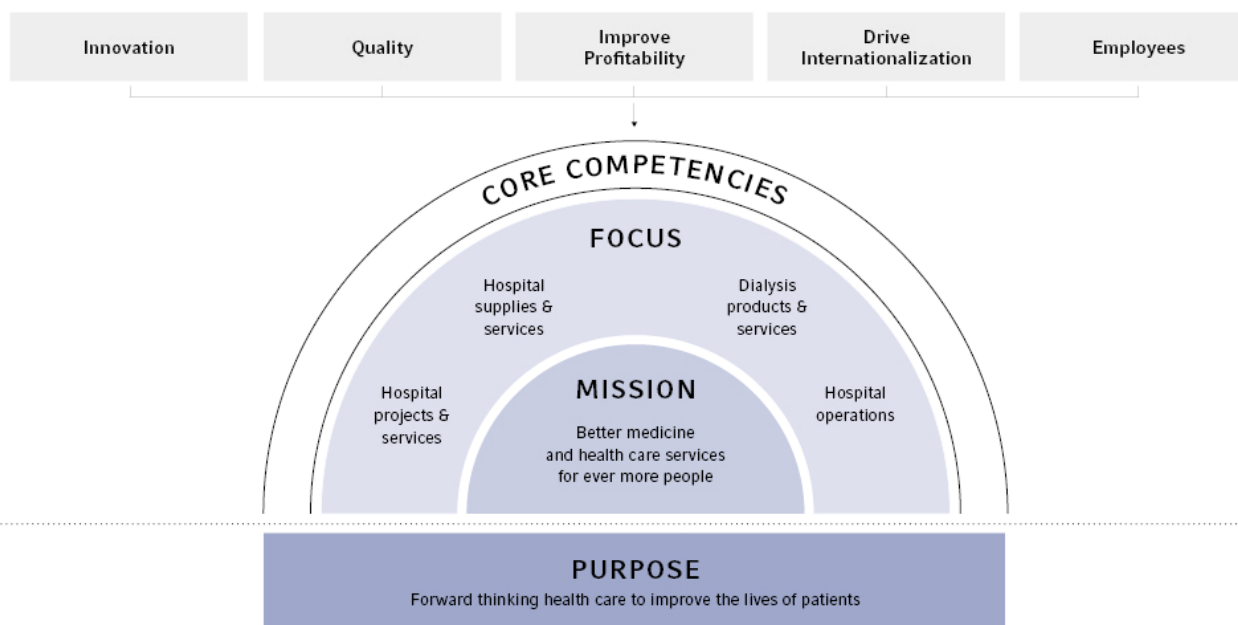 Innovation
Quality
Improve
Profitability
Drive
Internationalization
Employees
CORE COMPETENCIES
FOCUS
Hospital
supplies &
services
Dialysis
products &
services
Hospital
projects &
services
Hospital
operations
MISSION
Better medicine
and health care services
for ever more people
PURPOSE
Forward thinking health care to improve the lives of patients